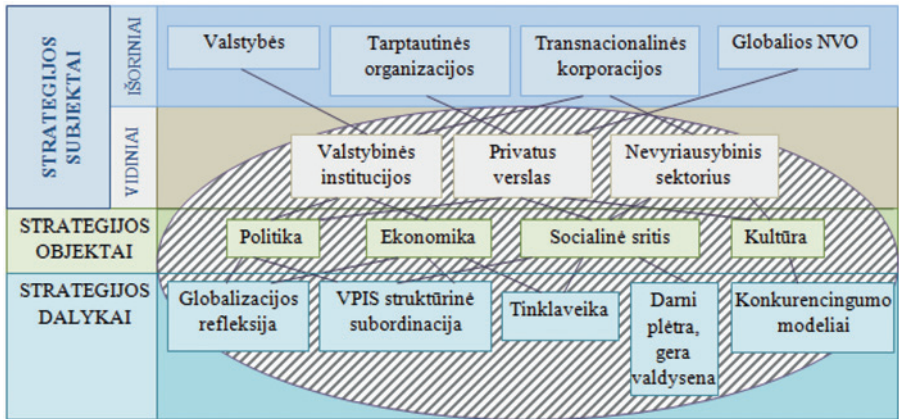 STRATEGIJOS
SUBJEKTAI
IŠORINIAI
Valstybės
Tarptautinės
organizacijos
Transnacionalinės
korporacijos
Globalios NVO
VIDINIAI
Valstybinės
institucijos
Privatus
verslas
Nevyriausybinis
sektorius
STRATEGIJOS
OBJEKTAI
Politika
Ekonomika
Socialinė sritis
Kultūra
STRATEGIJOS
DALYKAI
Globalizacijos
refleksija
VPIS struktūrinė
subordinacija
Tinklaveika
Darni
plėtra,
gera
valdysena
Konkurencingumo
modeliai